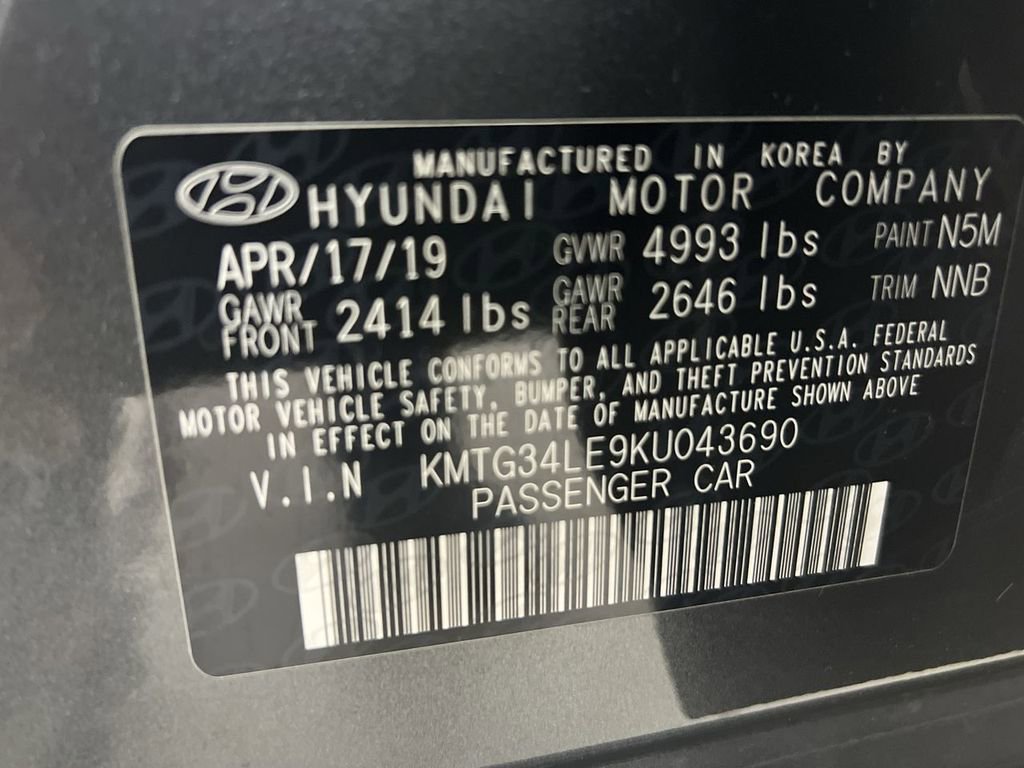 MANUFACTURED IN KOREA BY
HYUNDAI MOTOR COMPANY
APR/17/19 GVWR 4993 lbs PAINT N5M
GAWR FRONT 2414 lbs GAWR REAR 2646 lbs TRIM NNB
THIS VEHICLE CONFORMS TO ALL APPLICABLE U.S.A. FEDERAL
MOTOR VEHICLE SAFETY, BUMPER, AND THEFT PREVENTION STANDARDS
IN EFFECT ON THE DATE OF MANUFACTURE SHOWN ABOVE
V.I.N KMTG34LE9KU043690
PASSENGER CAR